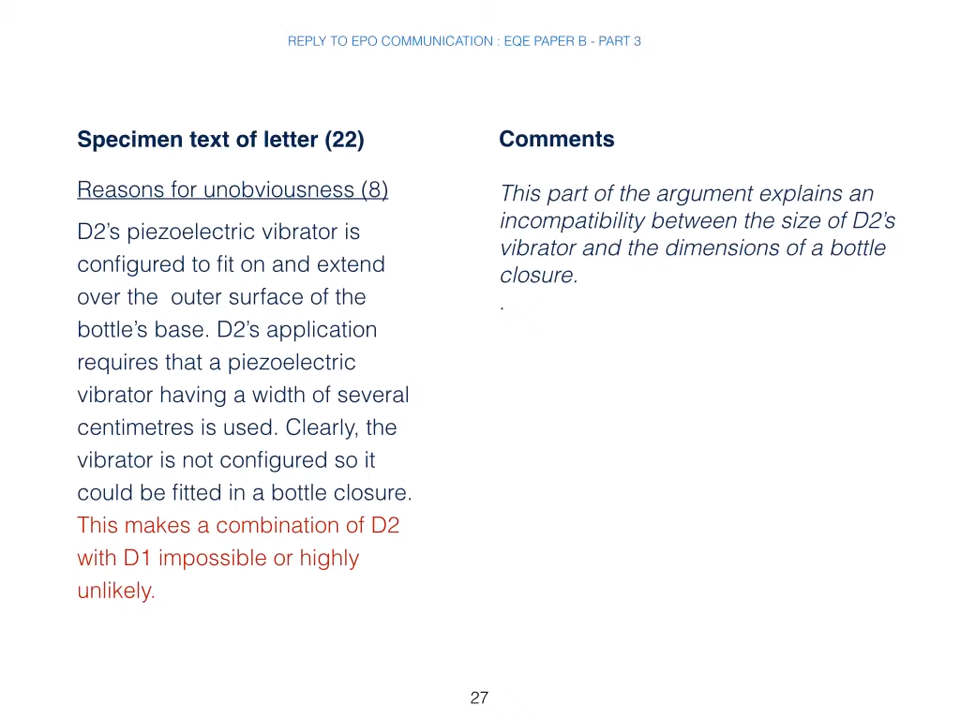 REPLY TO EPO COMMUNICATION : EQE PAPER B - PART 3
Specimen text of letter (22)
Reasons for unobviousness (8)
D2’s piezoelectric vibrator is
configured to fit on and extend
over the  outer surface of the
bottle’s base. D2’s application
requires that a piezoelectric
vibrator having a width of several
centimetres is used. Clearly, the
vibrator is not configured so it
could be fitted in a bottle closure.
This makes a combination of D2
with D1 impossible or highly
unlikely.
Comments
This part of the argument explains an
incompatibility between the size of D2’s
vibrator and the dimensions of a bottle
closure.
.
27